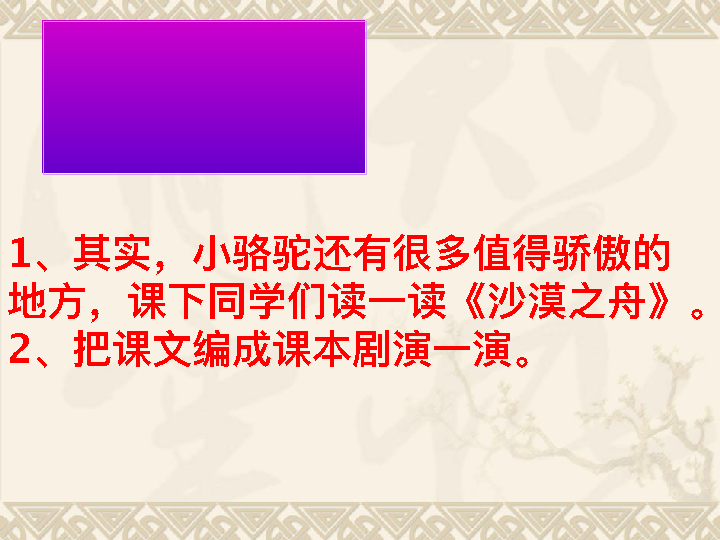 1、其实，小骆驼还有很多值得骄傲的
地方，课下同学们读一读《沙漠之舟》。
2、把课文编成课本剧演一演。